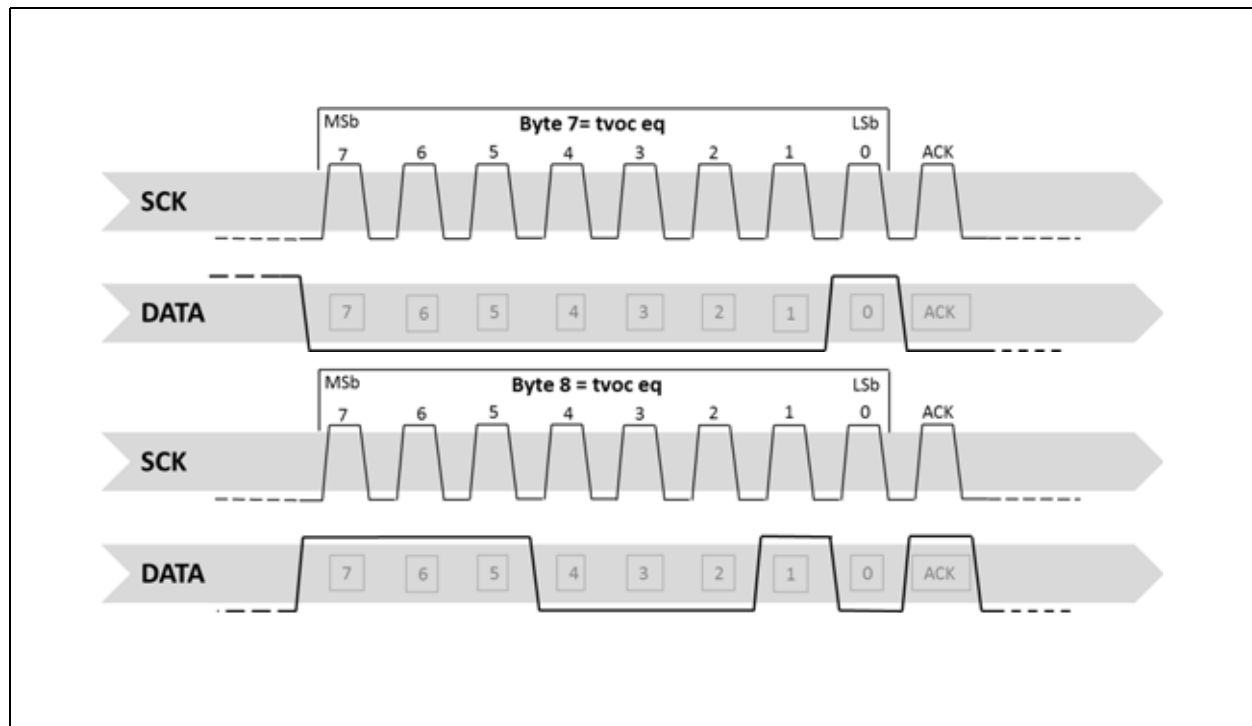 MSb Byte 7= tvoc eq LSb
7 6 5 4 3 2 1 0 ACK
SCK
DATA 7 6 5 4 3 2 1 0 ACK
MSb Byte 8 = tvoc eq LSb
7 6 5 4 3 2 1 0 ACK
SCK
DATA 7 6 5 4 3 2 1 0 ACK